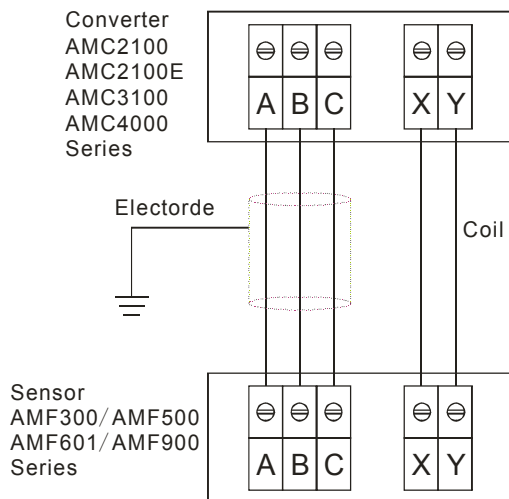 Converter
AMC2100
AMC2100E
AMC3100
AMC4000
Series
A B C X Y
Electorde
Coil
Sensor
AMF300/AMF500
AMF601/AMF900
Series
A B C X Y